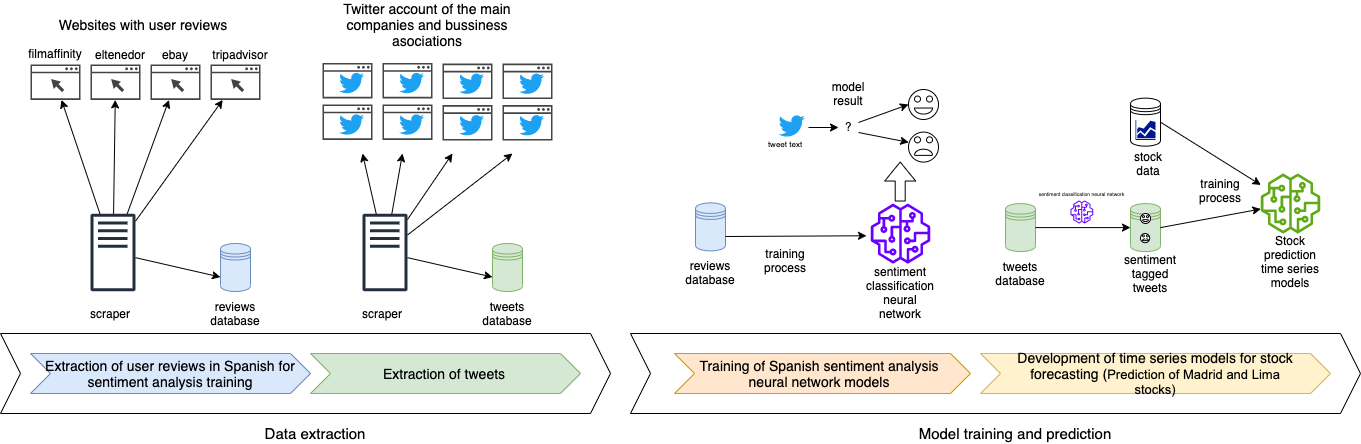 Websites with user reviews
filmaffinity
eltenedor
ebay
tripadvisor
scraper
reviews
database
Twitter account of the main
companies and bussiness
asociations
scraper
tweets
database
Extraction of user reviews in Spanish for
sentiment analysis training
Extraction of tweets
Data extraction
model
result
tweet text
?
reviews
database
training
process
sentiment
classification
neural
network
stock
data
sentiment classification neural network
tweets
database
sentiment
tagged
tweets
training
process
Stock
prediction
time series
models
Training of Spanish sentiment analysis
neural network models
Development of time series models for stock
forecasting (Prediction of Madrid and Lima
stocks)
Model training and prediction